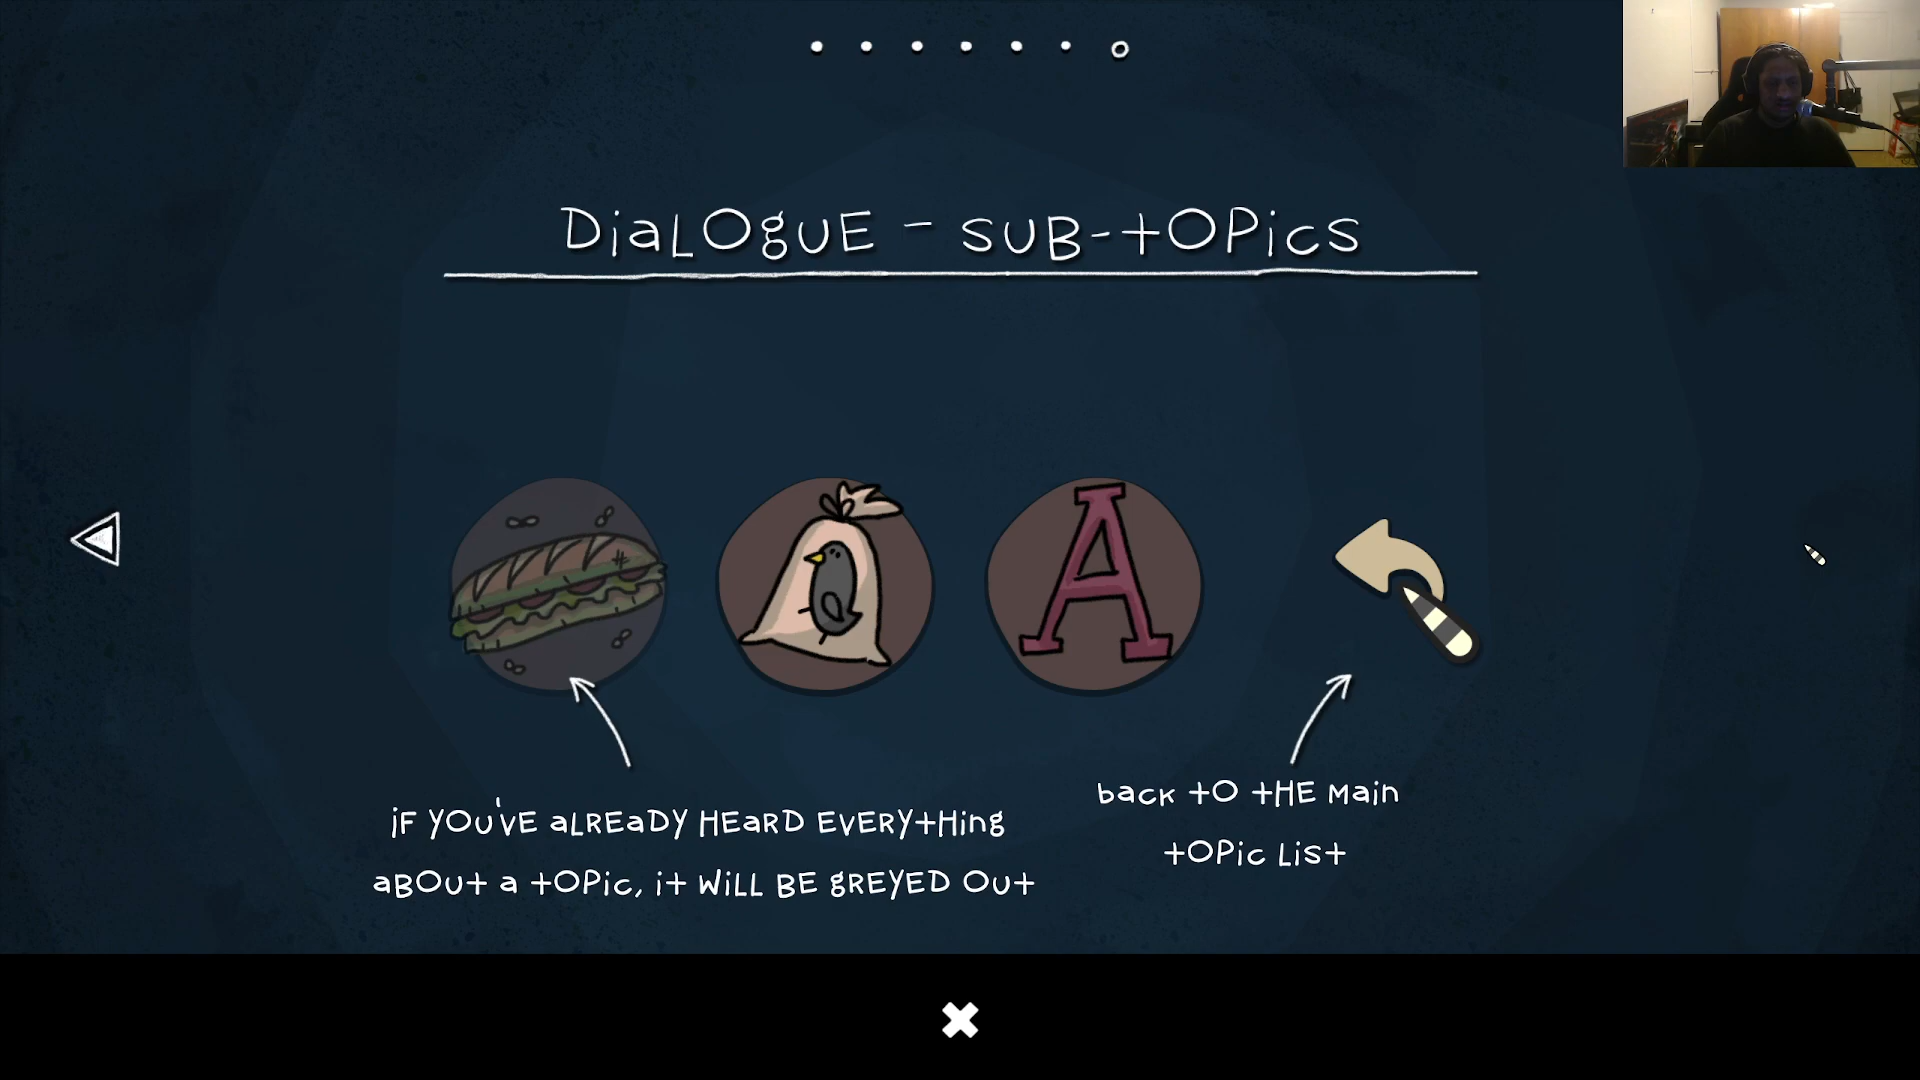 DiaLOgUE - SUB-tOPics
A
iF YOU'VE aLREaDY HEaRD EVERYtHing
aBOut a tOPic, it WiLL BE gREYED Out
back tO tHE Main
tOPic List